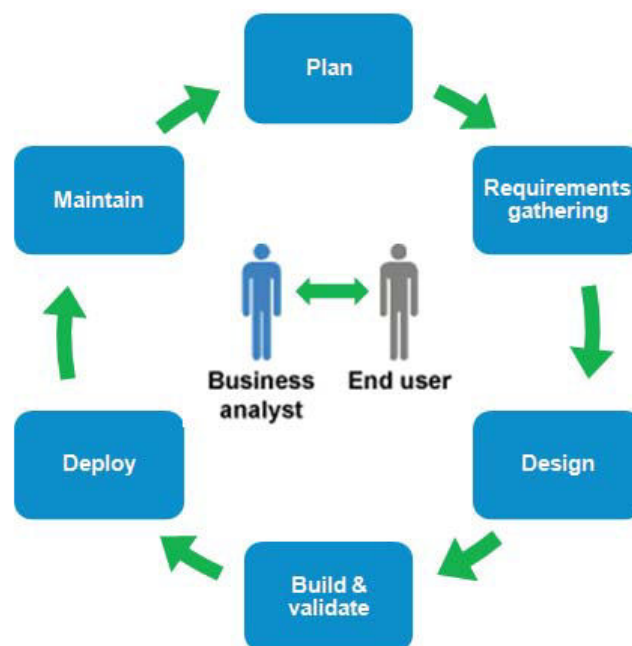 Plan
Requirements
gathering
Design
Build &
validate
Deploy
Maintain
Business
analyst
End user